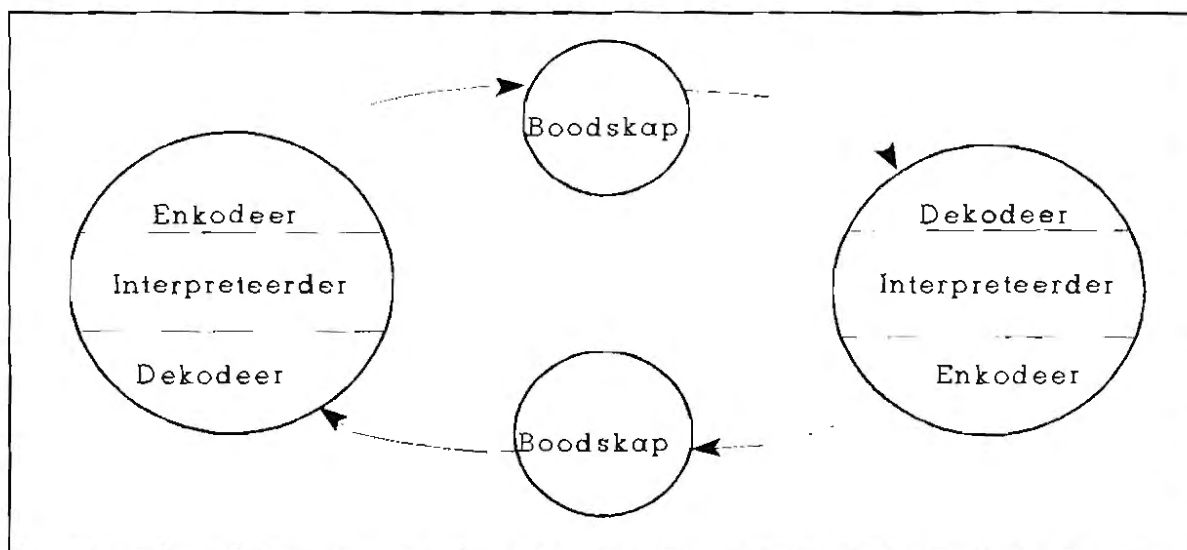 Boodskap
Enkodeer
Interpreteerder
Dekodeer
Dekodeer
Interpreteerder
Enkodeer
Boodskap